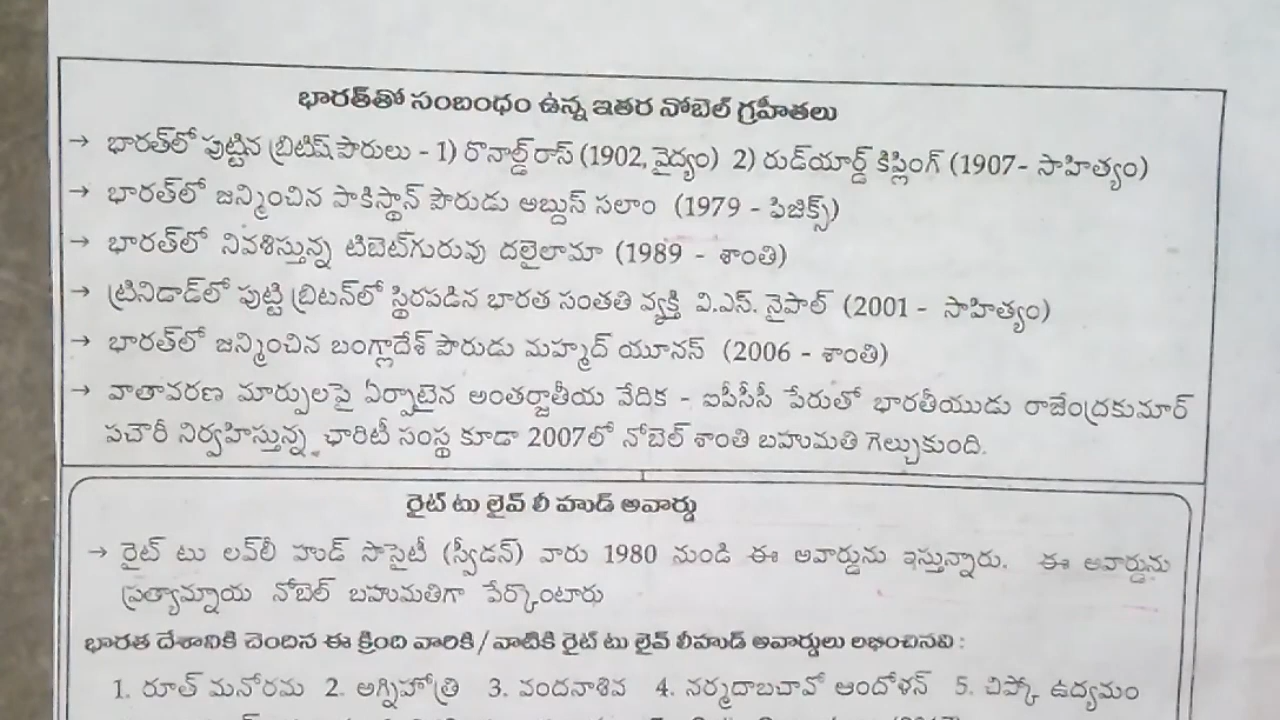 భారత్‌తో సంబంధం ఉన్న ఇతర నోబెల్ గ్రహీతలు
→ భారత్‌లో పుట్టిన బ్రిటిష్ పౌరులు - 1) రొనాల్డ్ రాస్ (1902, వైద్యం) 2) రుడ్‌యార్డ్ కిప్లింగ్ (1907- సాహిత్యం)
→ భారత్‌లో జన్మించిన పాకిస్థాన్ పౌరుడు అబ్దుస్ సలాం (1979 - ఫిజిక్స్)
→ భారత్‌లో నివశిస్తున్న టిబెట్‌గురువు దలైలామా (1989 - శాంతి)
→ ట్రినిడాడ్‌లో పుట్టి బ్రిటన్‌లో స్థిరపడిన భారత సంతతి వ్యక్తి వి.ఎస్. నైపాల్ (2001 - సాహిత్యం)
→ భారత్‌లో జన్మించిన బంగ్లాదేశ్ పౌరుడు మహ్మద్ యూనస్ (2006 - శాంతి)
→ వాతావరణ మార్పులపై ఏర్పాటైన అంతర్జాతీయ వేదిక - ఐపీసీసీ పేరుతో భారతీయుడు రాజేంద్రకుమార్
పచౌరీ నిర్వహిస్తున్న ఛారిటీ సంస్థ కూడా 2007లో నోబెల్ శాంతి బహుమతి గెల్చుకుంది.
రైట్ టు లైవ్ లీ హుడ్ అవార్డు
→ రైట్ టు లవ్‌లీ హుడ్ సొసైటీ (స్వీడన్) వారు 1980 నుండి ఈ అవార్డును ఇస్తున్నారు. ఈ అవార్డును
ప్రత్యామ్నాయ నోబెల్ బహుమతిగా పేర్కొంటారు
భారత దేశానికి చెందిన ఈ క్రింది వారికి / వాటికి రైట్ టు లైవ్ లీహుడ్ అవార్డులు లభించినవి :
1. రూత్ మనోరమ 2. అగ్నిహోత్రి 3. వందనాశివ 4. నర్మదాబచావో ఆందోళన్ 5. చిప్కో ఉద్యమం